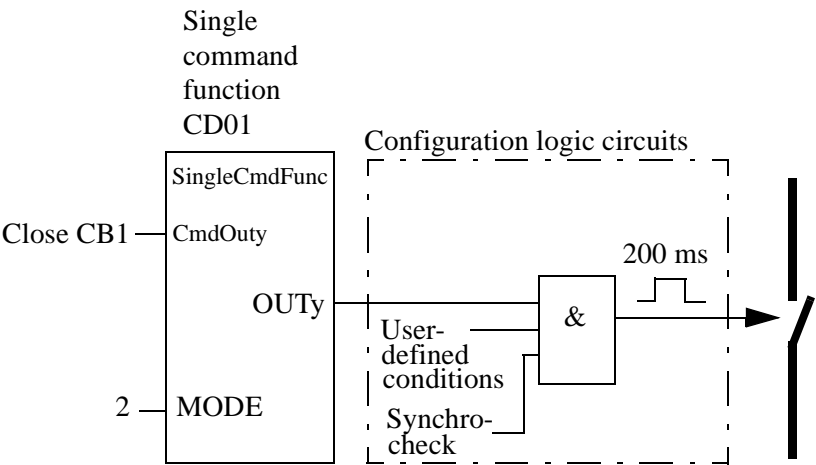 Single
command
function
CD01
Configuration logic circuits
SingleCmdFunc
Close CB1
CmdOuty
200 ms
OUTy
&
User-
defined
conditions
2
MODE
Synchro-
check